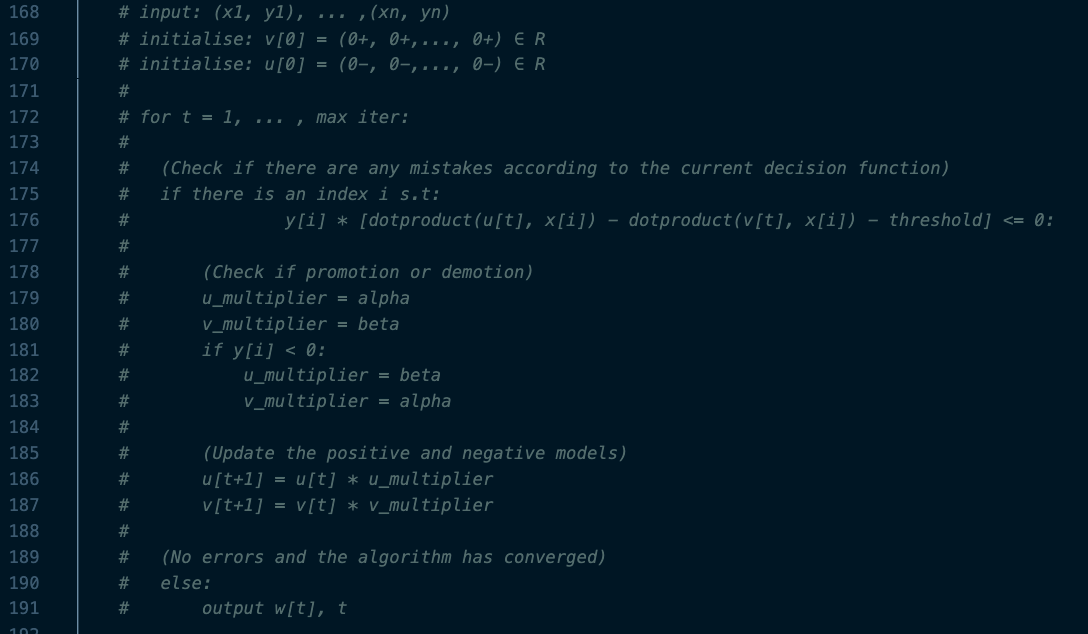 168 # input: (x1, y1), ... ,(xn, yn)
169 # initialise: v[0] = (0+, 0+,..., 0+) ∈ R
170 # initialise: u[0] = (0-, 0-,..., 0-) ∈ R
171 #
172 # for t = 1, ... , max iter:
173 #
174 #   (Check if there are any mistakes according to the current decision function)
175 #   if there is an index i s.t:
176 #               y[i] * [dotproduct(u[t], x[i]) - dotproduct(v[t], x[i]) - threshold] <= 0:
177 #
178 #       (Check if promotion or demotion)
179 #       u_multiplier = alpha
180 #       v_multiplier = beta
181 #       if y[i] < 0:
182 #           u_multiplier = beta
183 #           v_multiplier = alpha
184 #
185 #       (Update the positive and negative models)
186 #       u[t+1] = u[t] * u_multiplier
187 #       v[t+1] = v[t] * v_multiplier
188 #
189 #   (No errors and the algorithm has converged)
190 #   else:
191 #       output w[t], t